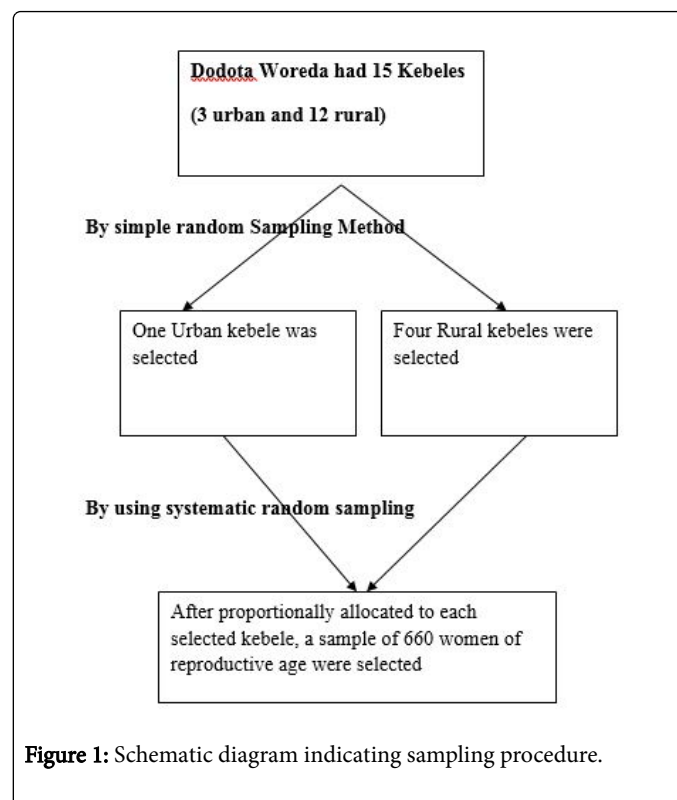 Dodota Woreda had 15 Kebeles
(3 urban and 12 rural)
By simple random Sampling Method
One Urban kebele was
selected
Four Rural kebeles were
selected
By using systematic random sampling
After proportionally allocated to each
selected kebele, a sample of 660 women of
reproductive age were selected
Figure 1: Schematic diagram indicating sampling procedure.